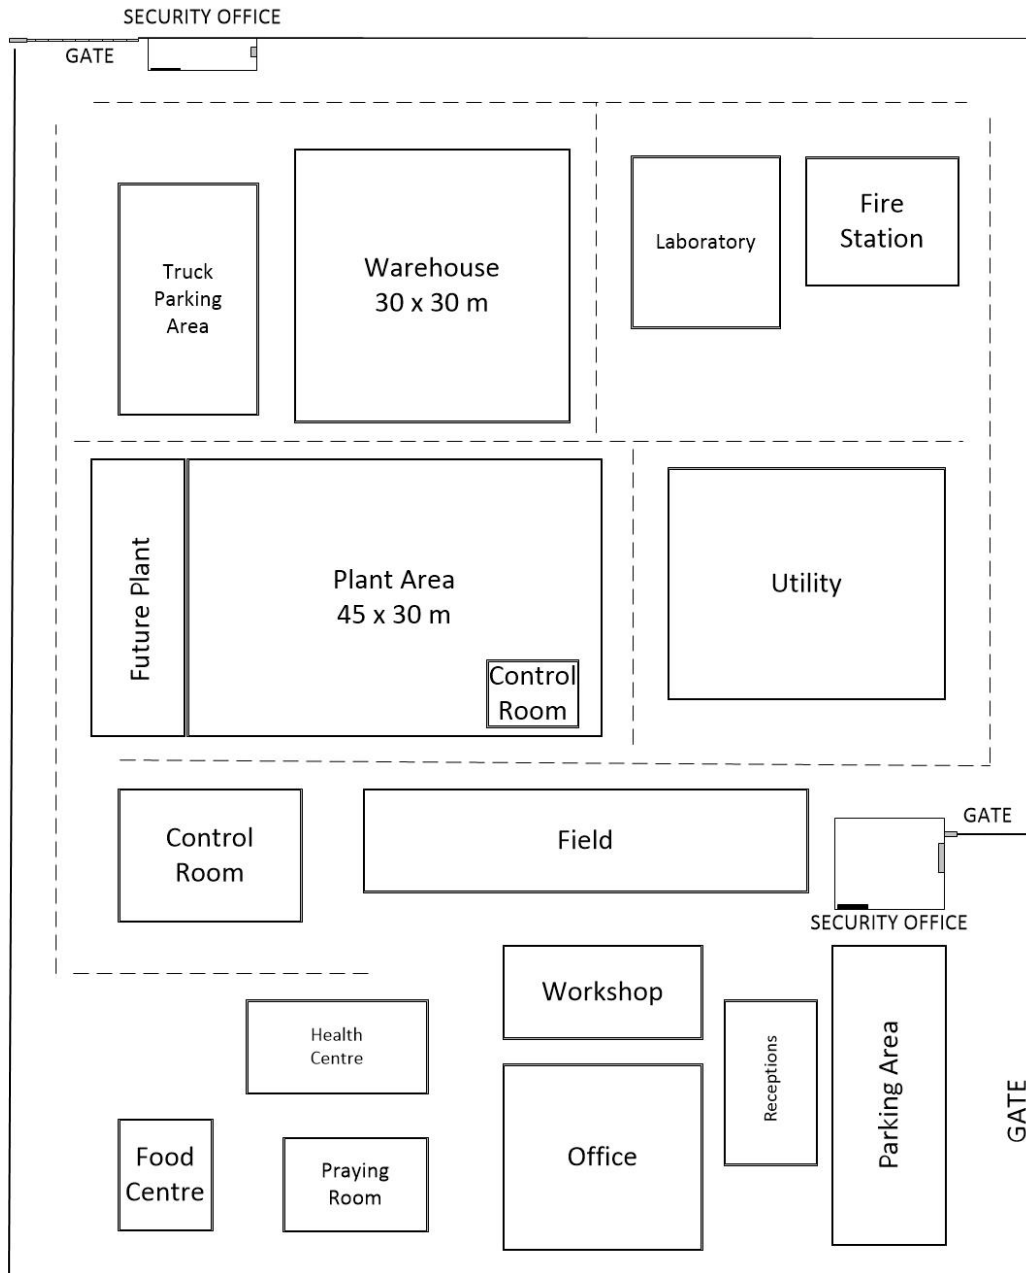 SECURITY OFFICE
GATE
Truck
Parking
Area
Warehouse
30 x 30 m
Laboratory
Fire
Station
Future Plant
Plant Area
45 x 30 m
Control
Room
Utility
Control
Room
Field
GATE
SECURITY OFFICE
Workshop
Health
Centre
Receptions
Parking Area
GATE
Food
Centre
Praying
Room
Office